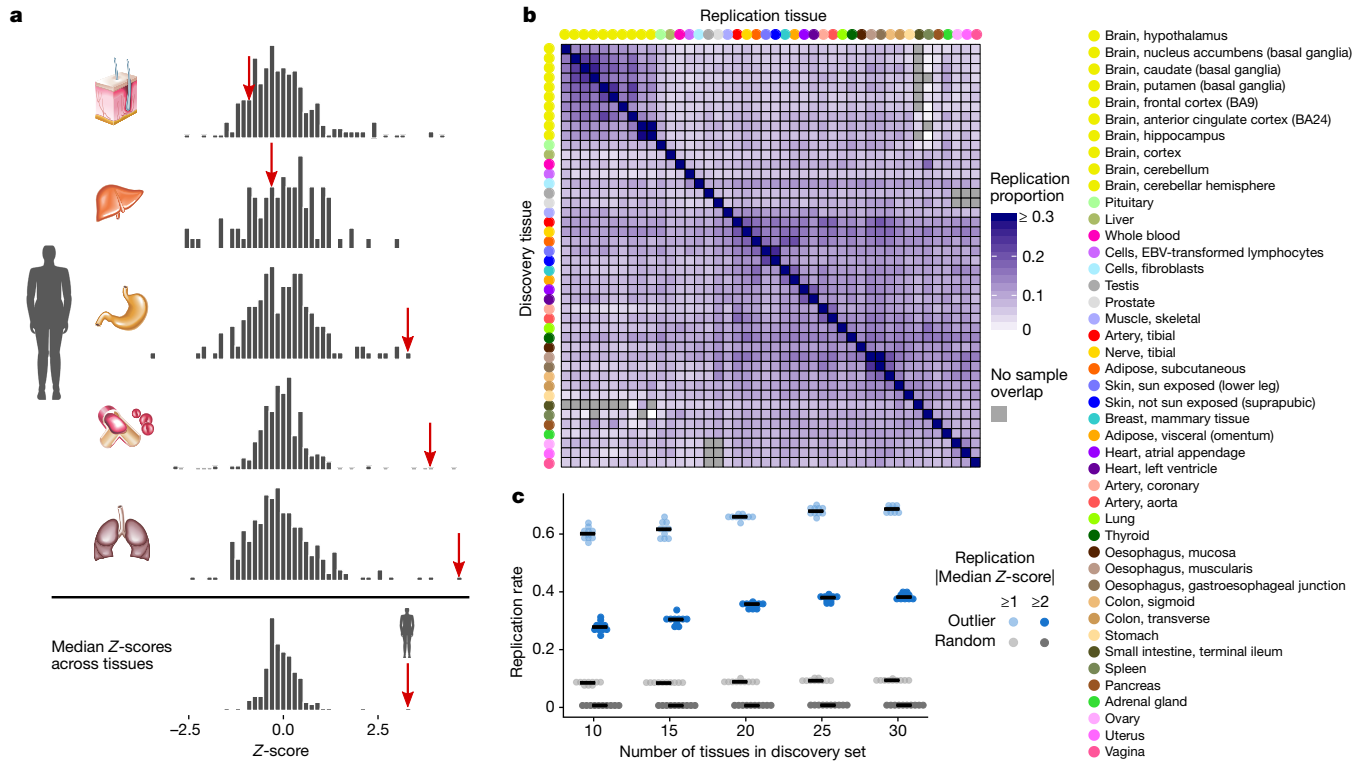 a
Median Z-scores
across tissues
−2.5
0.0
2.5
Z-score
b
Replication tissue
Discovery tissue
Replication
proportion
≥ 0.3
0.2
0.1
0
No sample
overlap
Brain, hypothalamus
Brain, nucleus accumbens (basal ganglia)
Brain, caudate (basal ganglia)
Brain, putamen (basal ganglia)
Brain, frontal cortex (BA9)
Brain, anterior cingulate cortex (BA24)
Brain, hippocampus
Brain, cortex
Brain, cerebellum
Brain, cerebellar hemisphere
Pituitary
Liver
Whole blood
Cells, EBV-transformed lymphocytes
Cells, fibroblasts
Testis
Prostate
Muscle, skeletal
Artery, tibial
Nerve, tibial
Adipose, subcutaneous
Skin, sun exposed (lower leg)
Skin, not sun exposed (suprapubic)
Breast, mammary tissue
Adipose, visceral (omentum)
Heart, atrial appendage
Heart, left ventricle
Artery, coronary
Artery, aorta
Lung
Thyroid
Oesophagus, mucosa
Oesophagus, muscularis
Oesophagus, gastroesophageal junction
Colon, sigmoid
Colon, transverse
Stomach
Small intestine, terminal ileum
Spleen
Pancreas
Adrenal gland
Ovary
Uterus
Vagina
c
Replication rate
0.6
0.4
0.2
0
10
15
20
25
30
Number of tissues in discovery set
Replication
|Median Z-score|
≥1 ≥2
Outlier
Random